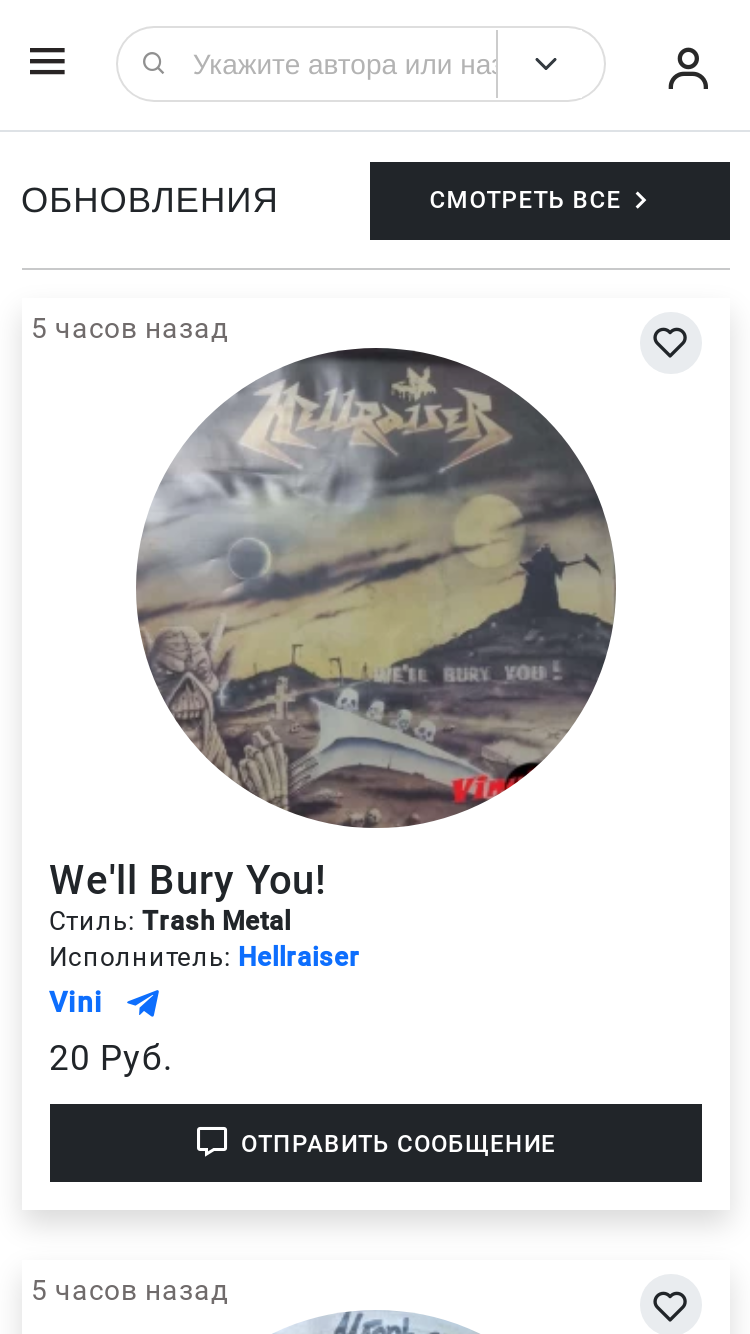 Укажите автора или наз
ОБНОВЛЕНИЯ
СМОТРЕТЬ ВСЕ
5 часов назад
HELLRAISER
WE'LL BURY YOU!
We'll Bury You!
Стиль: Trash Metal
Исполнитель: Hellraiser
Vini
20 Руб.
ОТПРАВИТЬ СООБЩЕНИЕ
5 часов назад